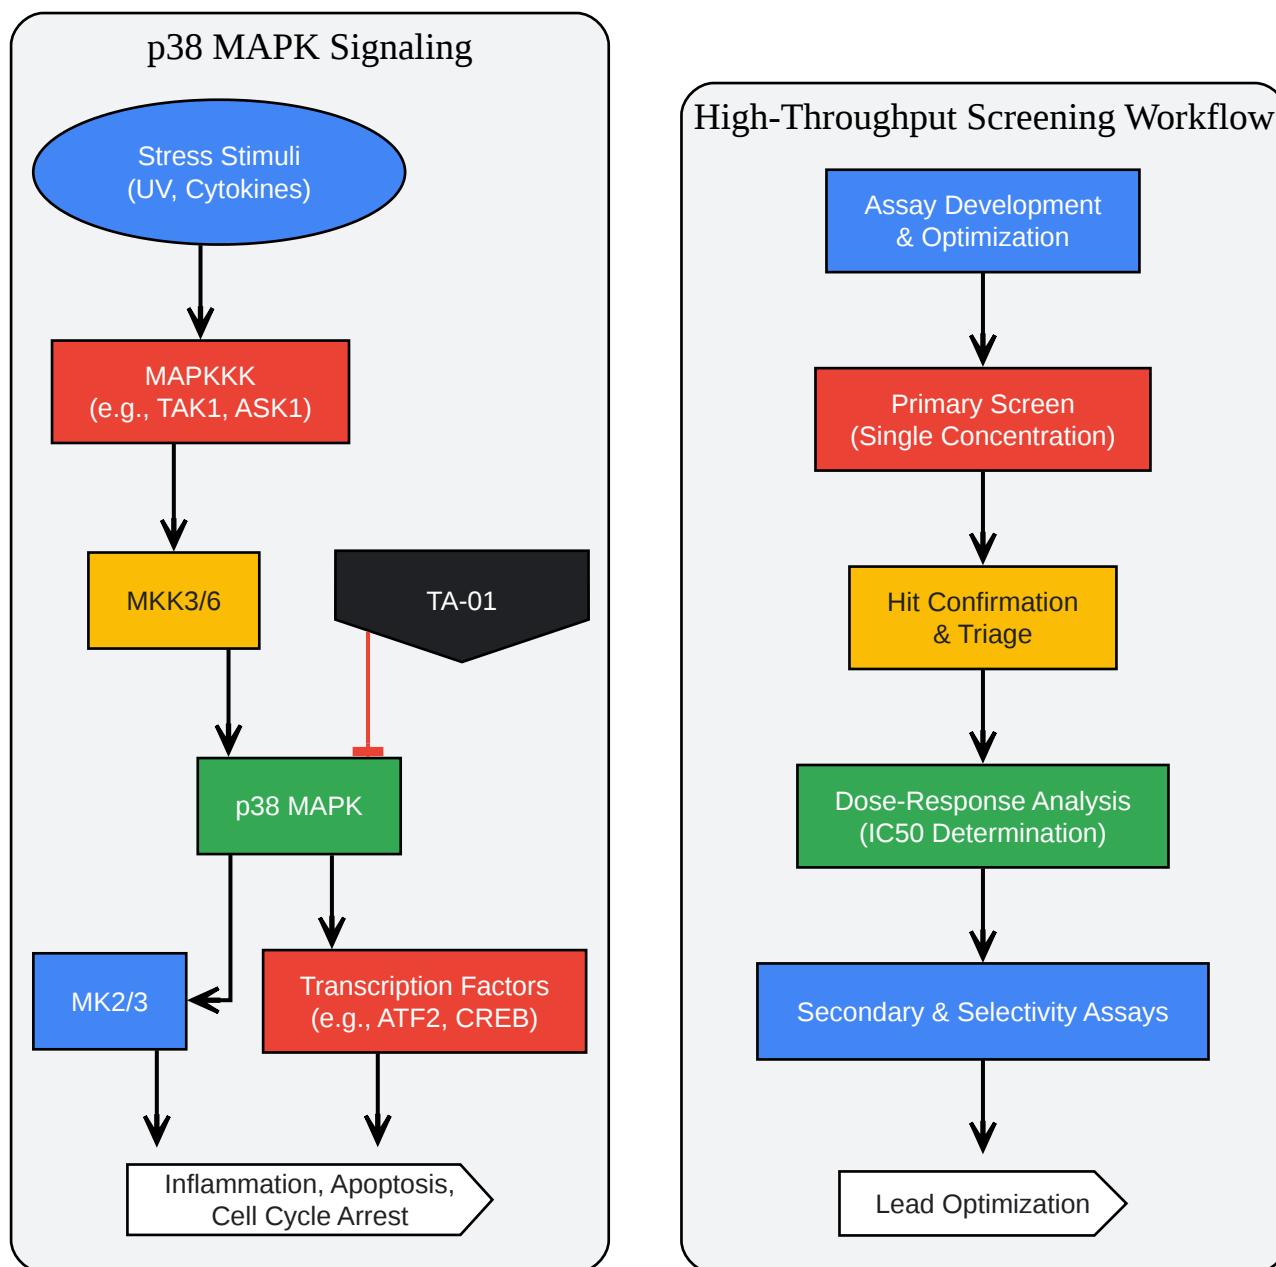 p38 MAPK Signaling
Stress Stimuli
(UV, Cytokines)
MAPKKK
(e.g., TAK1, ASK1)
MKK3/6
TA-01
p38 MAPK
MK2/3
Transcription Factors
(e.g., ATF2, CREB)
Inflammation, Apoptosis,
Cell Cycle Arrest
High-Throughput Screening Workflow
Assay Development
& Optimization
Primary Screen
(Single Concentration)
Hit Confirmation
& Triage
Dose-Response Analysis
(IC50 Determination)
Secondary & Selectivity Assays
Lead Optimization